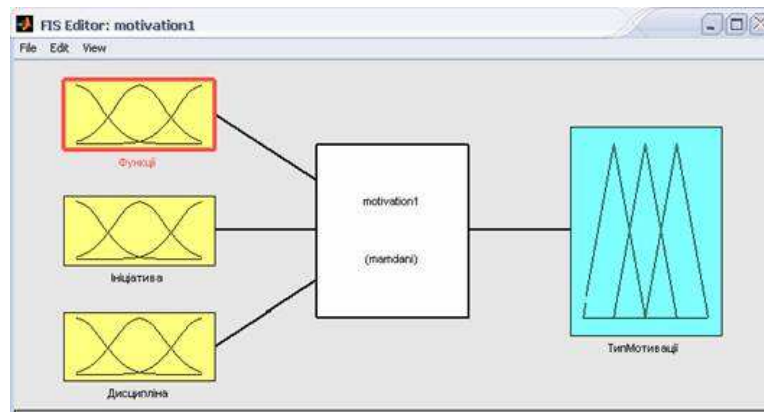 FIS Editor: motivation1
File Edit View
Функції
Ініціатива
Дисципліна
motivation1
(mamdani)
ТипМотивації